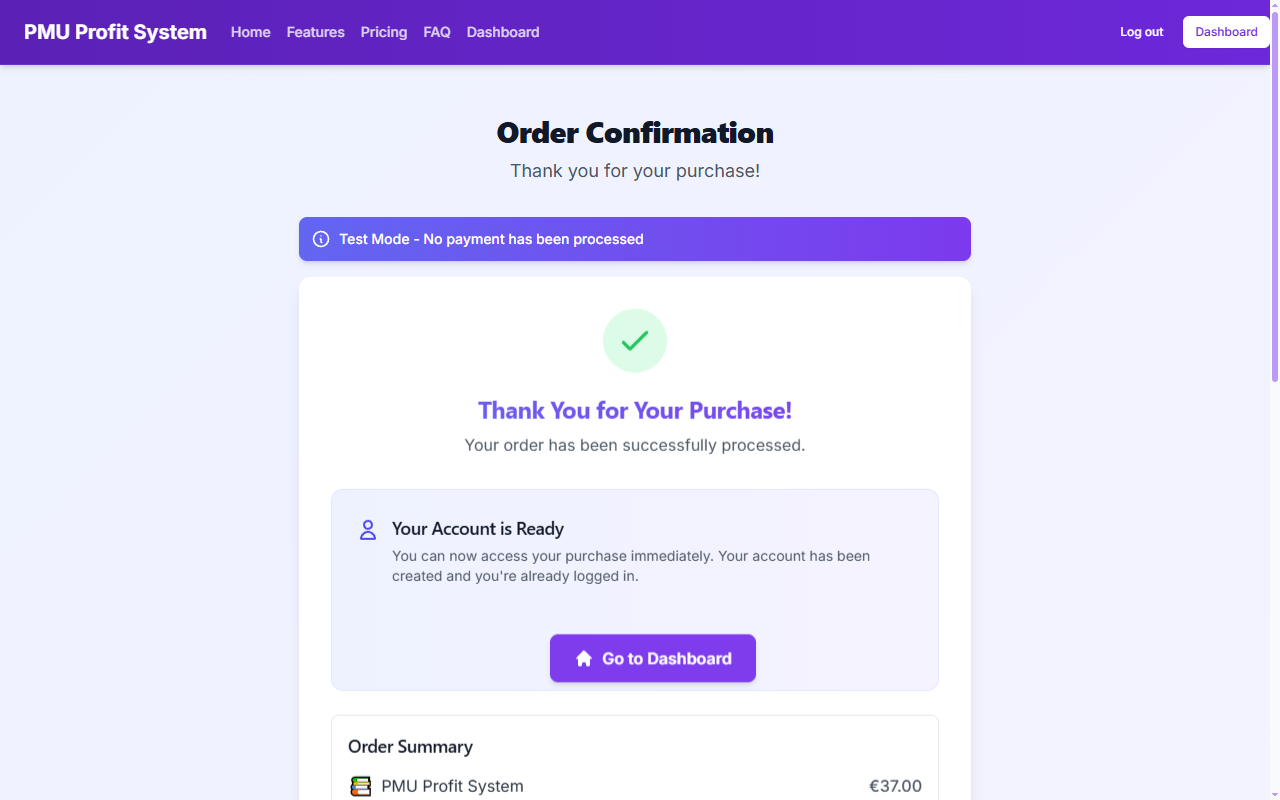 PMU Profit System Home Features Pricing FAQ Dashboard Log out Dashboard
Order Confirmation
Thank you for your purchase!
Test Mode - No payment has been processed
Thank You for Your Purchase!
Your order has been successfully processed.
Your Account is Ready
You can now access your purchase immediately. Your account has been
created and you're already logged in.
Go to Dashboard
Order Summary
PMU Profit System €37.00